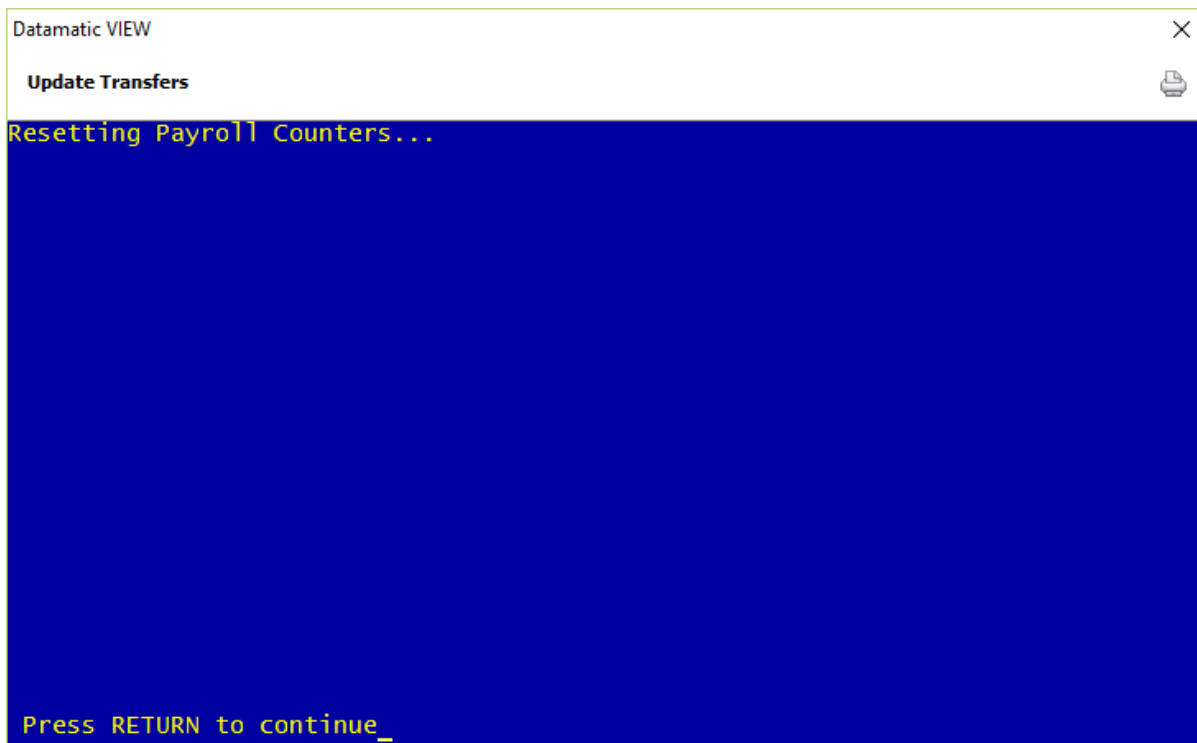 Datamatic VIEW
Update Transfers
Resetting Payroll Counters...
Press RETURN to continue_